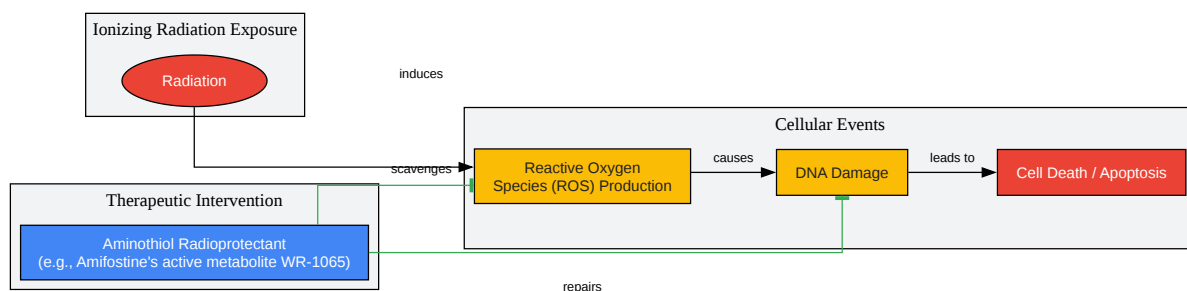 Ionizing Radiation Exposure
Radiation
induces
Cellular Events
scavenges
Reactive Oxygen
Species (ROS) Production
causes
DNA Damage
leads to
Cell Death / Apoptosis
Therapeutic Intervention
Aminothiol Radioprotectant
(e.g., Amifostine's active metabolite WR-1065)
repairs